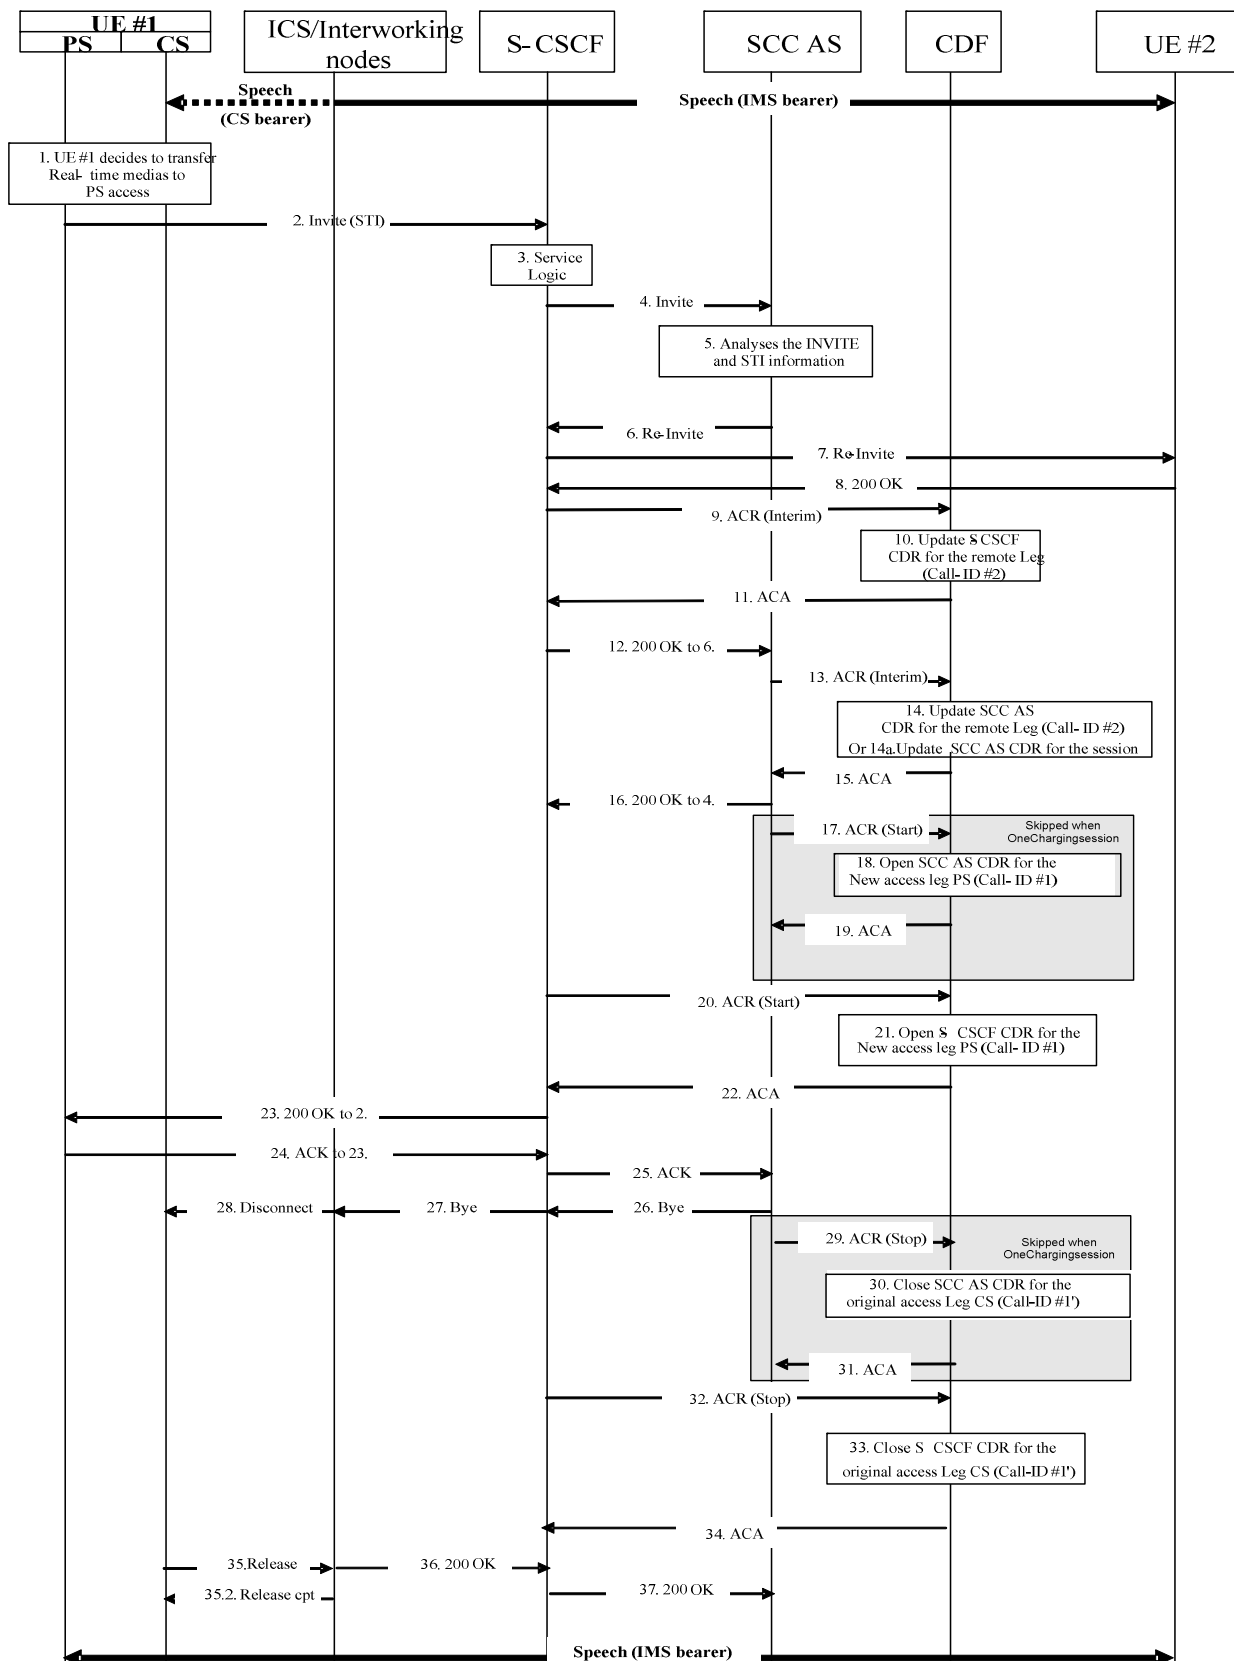 UE #1
PS
CS
ICS/Interworking
nodes
S-CSCF
SCC AS
CDF
UE #2
Speech
(CS bearer)
Speech (IMS bearer)
1. UE #1 decides to transfer
Real- time medias to
PS access
2. Invite (STI)
3. Service
Logic
4. Invite
5. Analyses the INVITE
and STI information
6. Re-Invite
7. Re-Invite
8. 200 OK
9. ACR (Interim)
10. Update S CSCF
CDR for the remote Leg
(Call- ID #2)
11. ACA
12. 200 OK to 6.
13. ACR (Interim)
14. Update SCC AS
CDR for the remote Leg (Call- ID #2)
Or 14a.Update SCC AS CDR for the session
15. ACA
16. 200 OK to 4.
17. ACR (Start)
Skipped when
OneChargingsession
18. Open SCC AS CDR for the
New access leg PS (Call- ID #1)
19. ACA
20. ACR (Start)
21. Open S CSCF CDR for the
New access leg PS (Call- ID #1)
22. ACA
23. 200 OK to 2.
24. ACK to 23.
25. ACK
28. Disconnect
27. Bye
26. Bye
29. ACR (Stop)
Skipped when
OneChargingsession
30. Close SCC AS CDR for the
original access Leg CS (Call-ID #1')
31. ACA
32. ACR (Stop)
33. Close S CSCF CDR for the
original access Leg CS (Call-ID #1')
34. ACA
35.Release
36. 200 OK
35.2. Release cpt
37. 200 OK
Speech (IMS bearer)